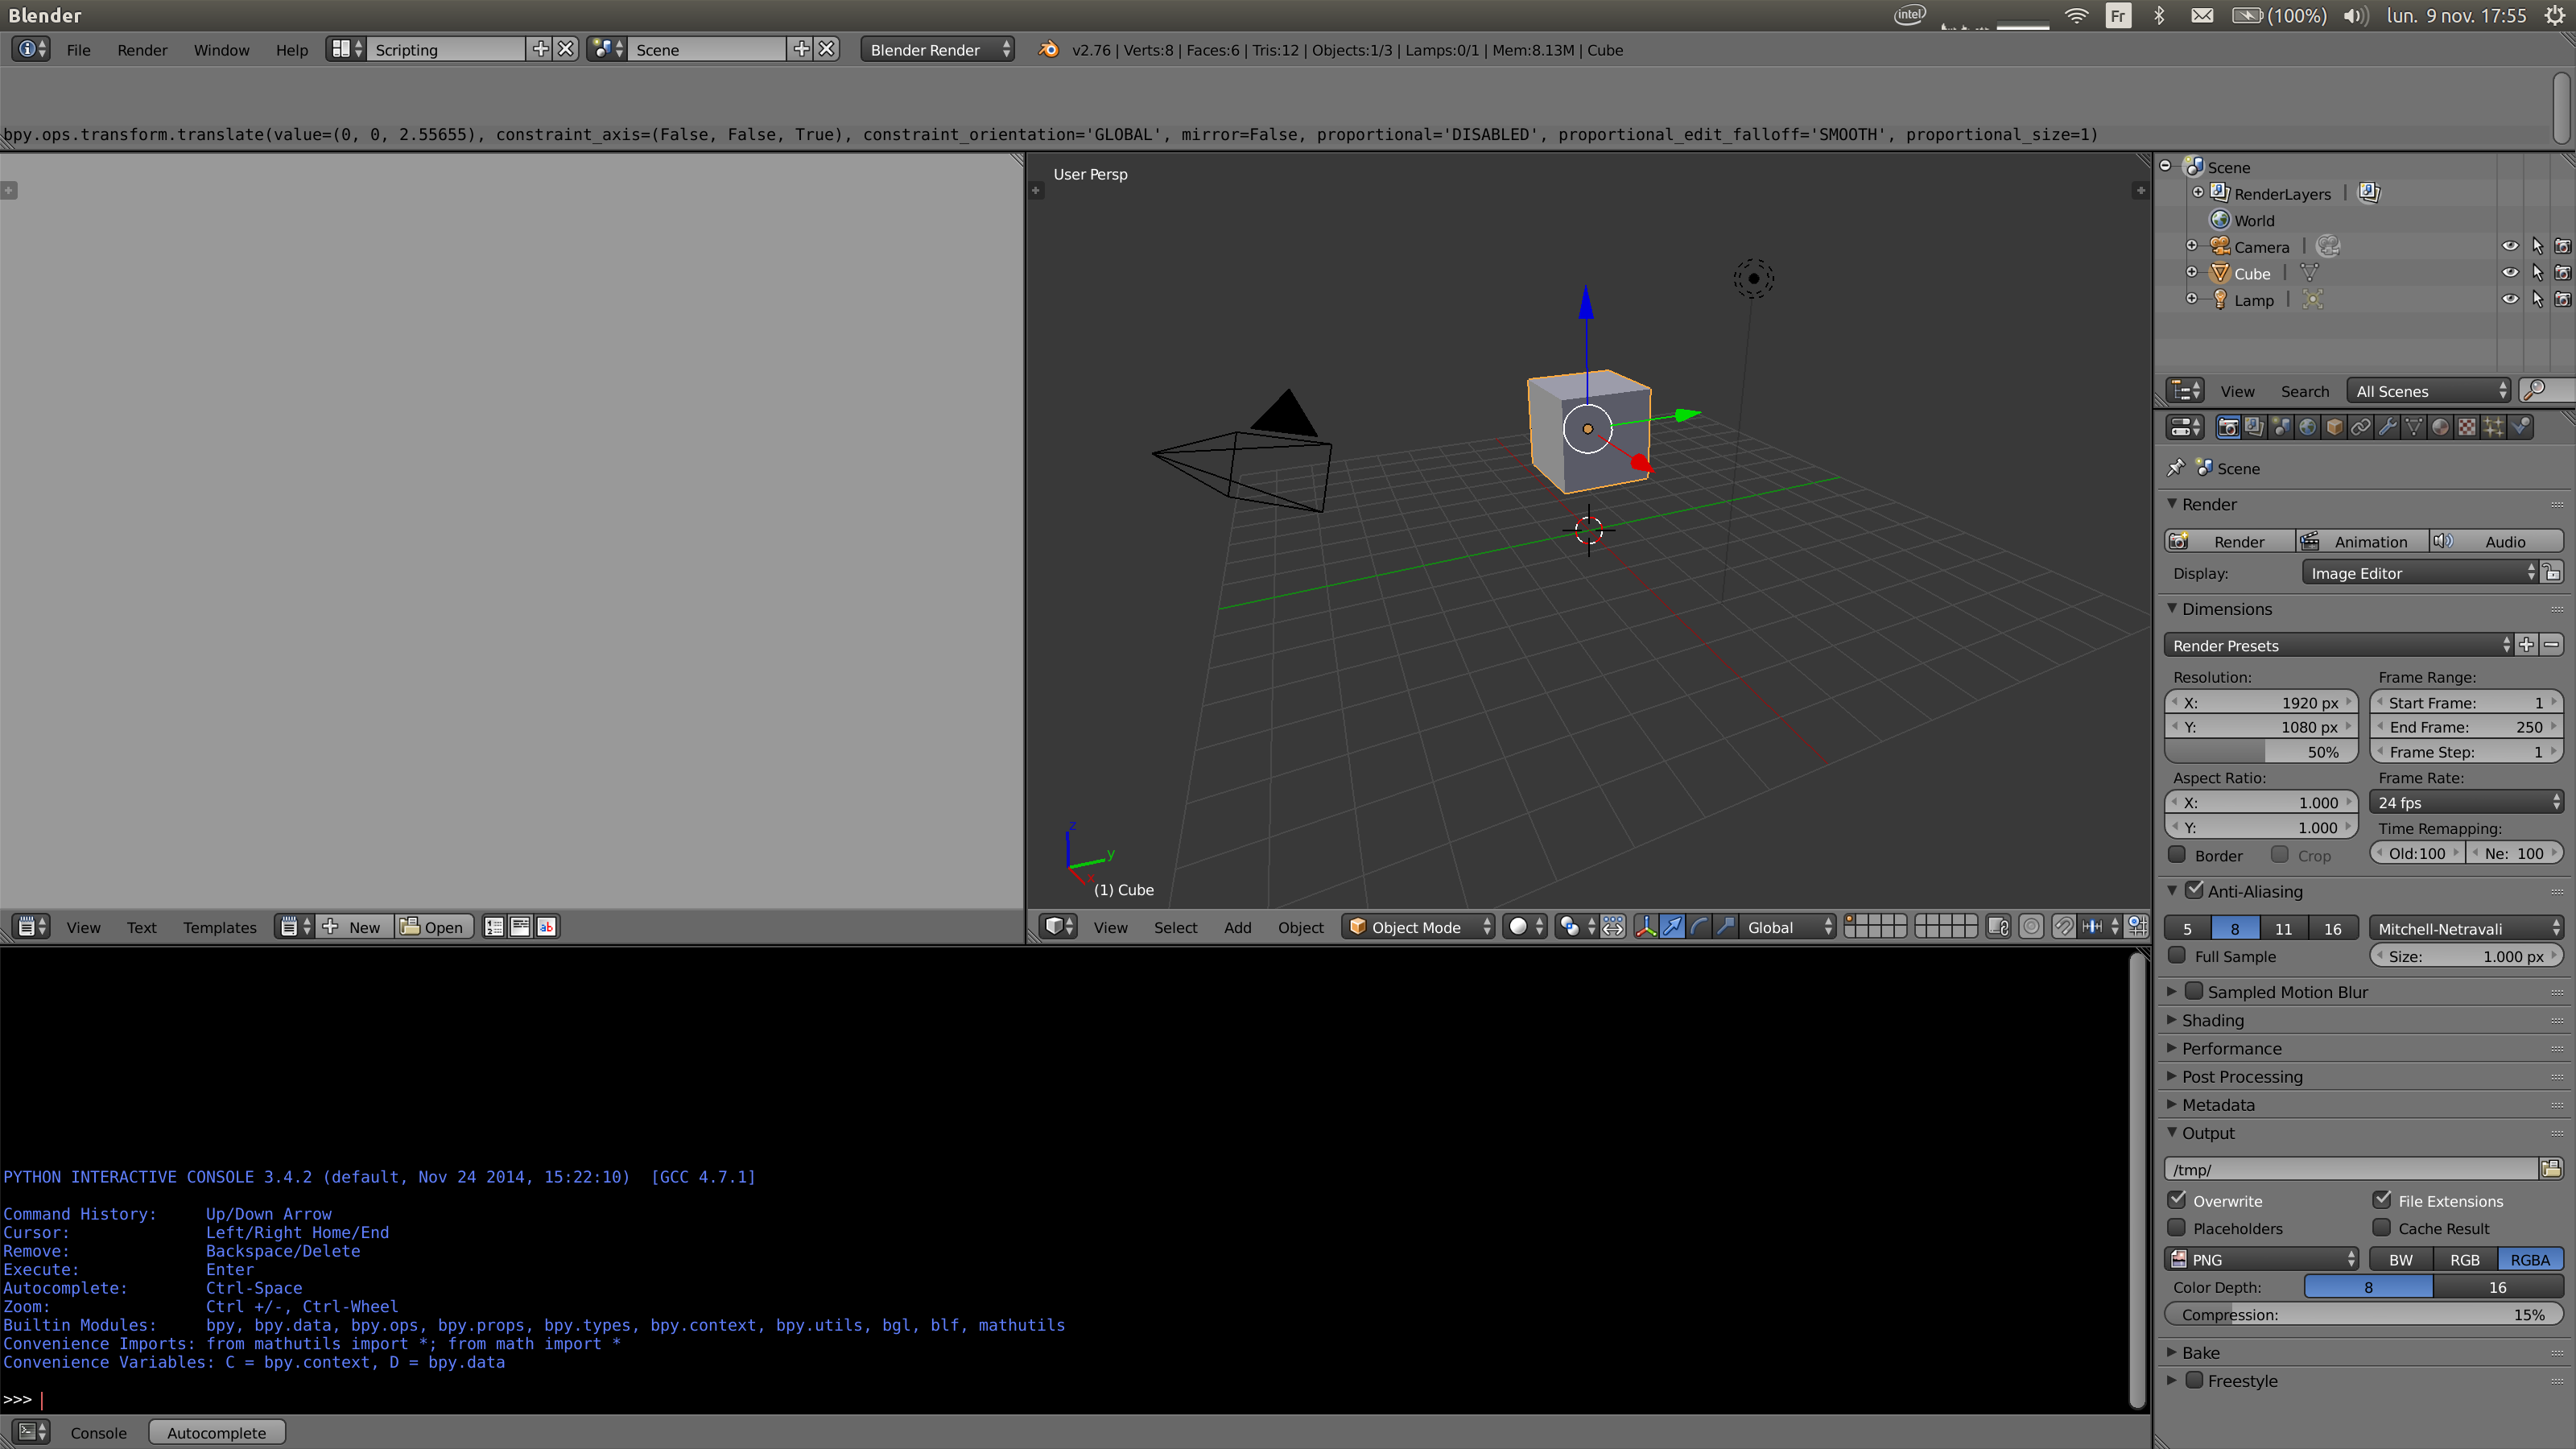 Blender
intel Fr (100%) lun. 9 nov. 17:55
File Render Window Help Scripting Scene Blender Render v2.76 | Verts:8 | Faces:6 | Tris:12 | Objects:1/3 | Lamps:0/1 | Mem:8.13M | Cube
bpy.ops.transform.translate(value=(0, 0, 2.55655), constraint_axis=(False, False, True), constraint_orientation='GLOBAL', mirror=False, proportional='DISABLED', proportional_edit_falloff='SMOOTH', proportional_size=1)
User Persp
z
y
x
(1) Cube
View Text Templates New Open ab
View Select Add Object Object Mode Global
PYTHON INTERACTIVE CONSOLE 3.4.2 (default, Nov 24 2014, 15:22:10)  [GCC 4.7.1]
Command History: Up/Down Arrow
Cursor: Left/Right Home/End
Remove: Backspace/Delete
Execute: Enter
Autocomplete: Ctrl-Space
Zoom: Ctrl +/-, Ctrl-Wheel
Builtin Modules: bpy, bpy.data, bpy.ops, bpy.props, bpy.types, bpy.context, bpy.utils, bgl, blf, mathutils
Convenience Imports: from mathutils import *; from math import *
Convenience Variables: C = bpy.context, D = bpy.data
>>>
Console Autocomplete
Scene
RenderLayers |
World
Camera |
Cube |
Lamp |
View Search All Scenes
Scene
Render
Render Animation Audio
Display: Image Editor
Dimensions
Render Presets
Resolution: Frame Range:
X: 1920 px Start Frame: 1
Y: 1080 px End Frame: 250
50% Frame Step: 1
Aspect Ratio: Frame Rate:
X: 1.000 24 fps
Y: 1.000 Time Remapping:
Border Crop Old:100 Ne: 100
Anti-Aliasing
5 8 11 16 Mitchell-Netravali
Full Sample Size: 1.000 px
Sampled Motion Blur
Shading
Performance
Post Processing
Metadata
Output
/tmp/
Overwrite File Extensions
Placeholders Cache Result
PNG BW RGB RGBA
Color Depth: 8 16
Compression: 15%
Bake
Freestyle